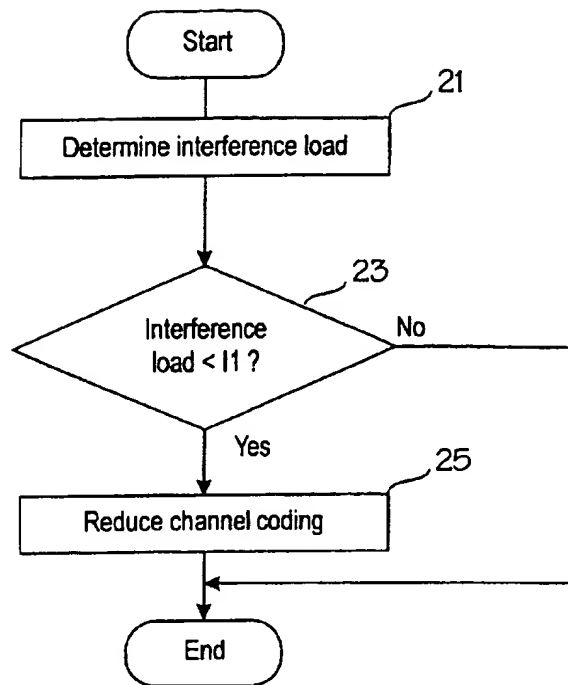 Start
21
Determine interference load
23
Interference
load < I1 ?
No
Yes
25
Reduce channel coding
End